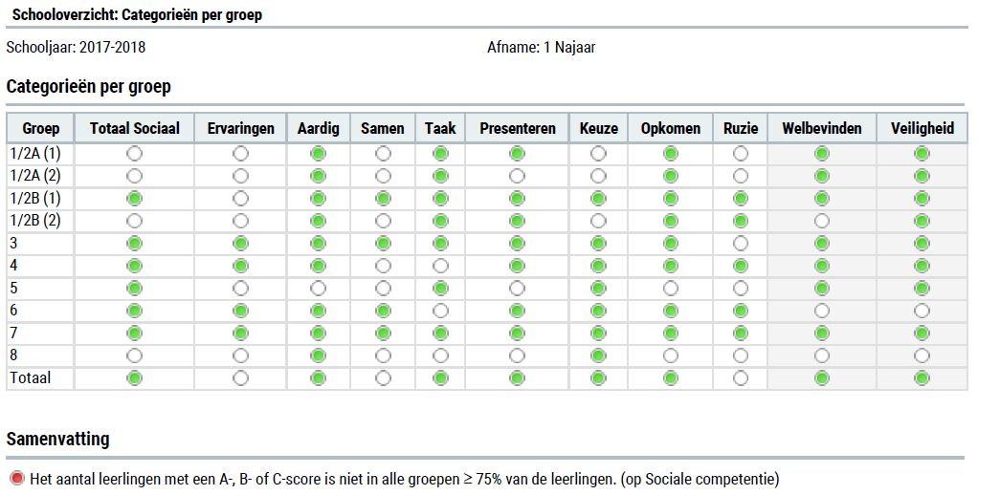 Schooloverzicht: Categorieën per groep
Schooljaar: 2017-2018 Afname: 1 Najaar
Categorieën per groep
Groep Totaal Sociaal Ervaringen Aardig Samen Taak Presenteren Keuze Opkomen Ruzie Welbevinden Veiligheid
1/2A (1)
1/2A (2)
1/2B (1)
1/2B (2)
3
4
5
6
7
8
Totaal
Samenvatting
Het aantal leerlingen met een A-, B- of C-score is niet in alle groepen ≥ 75% van de leerlingen. (op Sociale competentie)